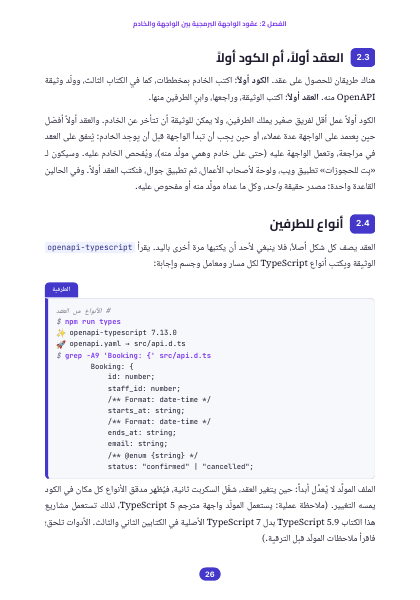 الفصل 2: عقود الواجهة البرمجية بين الواجهة والخادم
2.3 العقد أولاً، أم الكود أولاً
هناك طريقان للحصول على عقد. الكود أولاً: اكتب الخادم بمخططات، كما في الكتاب الثالث، وولّد وثيقة
OpenAPI منه. العقد أولاً: اكتب الوثيقة، وراجعها، وابنِ الطرفين منها.
الكود أولاً عمل أقل لفريق صغير يملك الطرفين، ولا يمكن للوثيقة أن تتأخر عن الخادم. والعقد أولاً أفضل
حين يعتمد على الواجهة عدة عملاء، أو حين يجب أن تبدأ الواجهة قبل أن يوجد الخادم: يُتفق على العقد
في مراجعة، وتعمل الواجهة عليه (حتى على خادم وهمي مولّد منه)، ويُفحص الخادم عليه. وسيكون لـ
«بِت للحجوزات» تطبيق ويب، ولوحة لأصحاب الأعمال، ثم تطبيق جوال، فنكتب العقد أولاً. وفي الحالين
القاعدة واحدة: مصدر حقيقة واحد، وكل ما عداه مولّد منه أو مفحوص عليه.
2.4 أنواع للطرفين
العقد يصف كل شكل أصلاً، فلا ينبغي لأحد أن يكتبها مرة أخرى باليد. يقرأ openapi-typescript
الوثيقة ويكتب أنواع TypeScript لكل مسار ومعامل وجسم وإجابة:
الطرفية
# الأنواع من العقد
$ npm run types
✨ openapi-typescript 7.13.0
🚀 openapi.yaml → src/api.d.ts
$ grep -A9 'Booking: {' src/api.d.ts
Booking: {
id: number;
staff_id: number;
/** Format: date-time */
starts_at: string;
/** Format: date-time */
ends_at: string;
email: string;
/** @enum {string} */
status: "confirmed" | "cancelled";
الملف المولّد لا يُعدَّل أبداً: حين يتغير العقد، شغّل السكربت ثانية، فيُظهر مدقق الأنواع كل مكان في الكود
يمسه التغيير. (ملاحظة عملية: يستعمل المولّد واجهة مترجم TypeScript 5، لذلك تستعمل مشاريع
هذا الكتاب TypeScript 5.9 بدل TypeScript 7 الأصلية في الكتابين الثاني والثالث. الأدوات تلحق؛
فاقرأ ملاحظات المولّد قبل الترقية.)
26